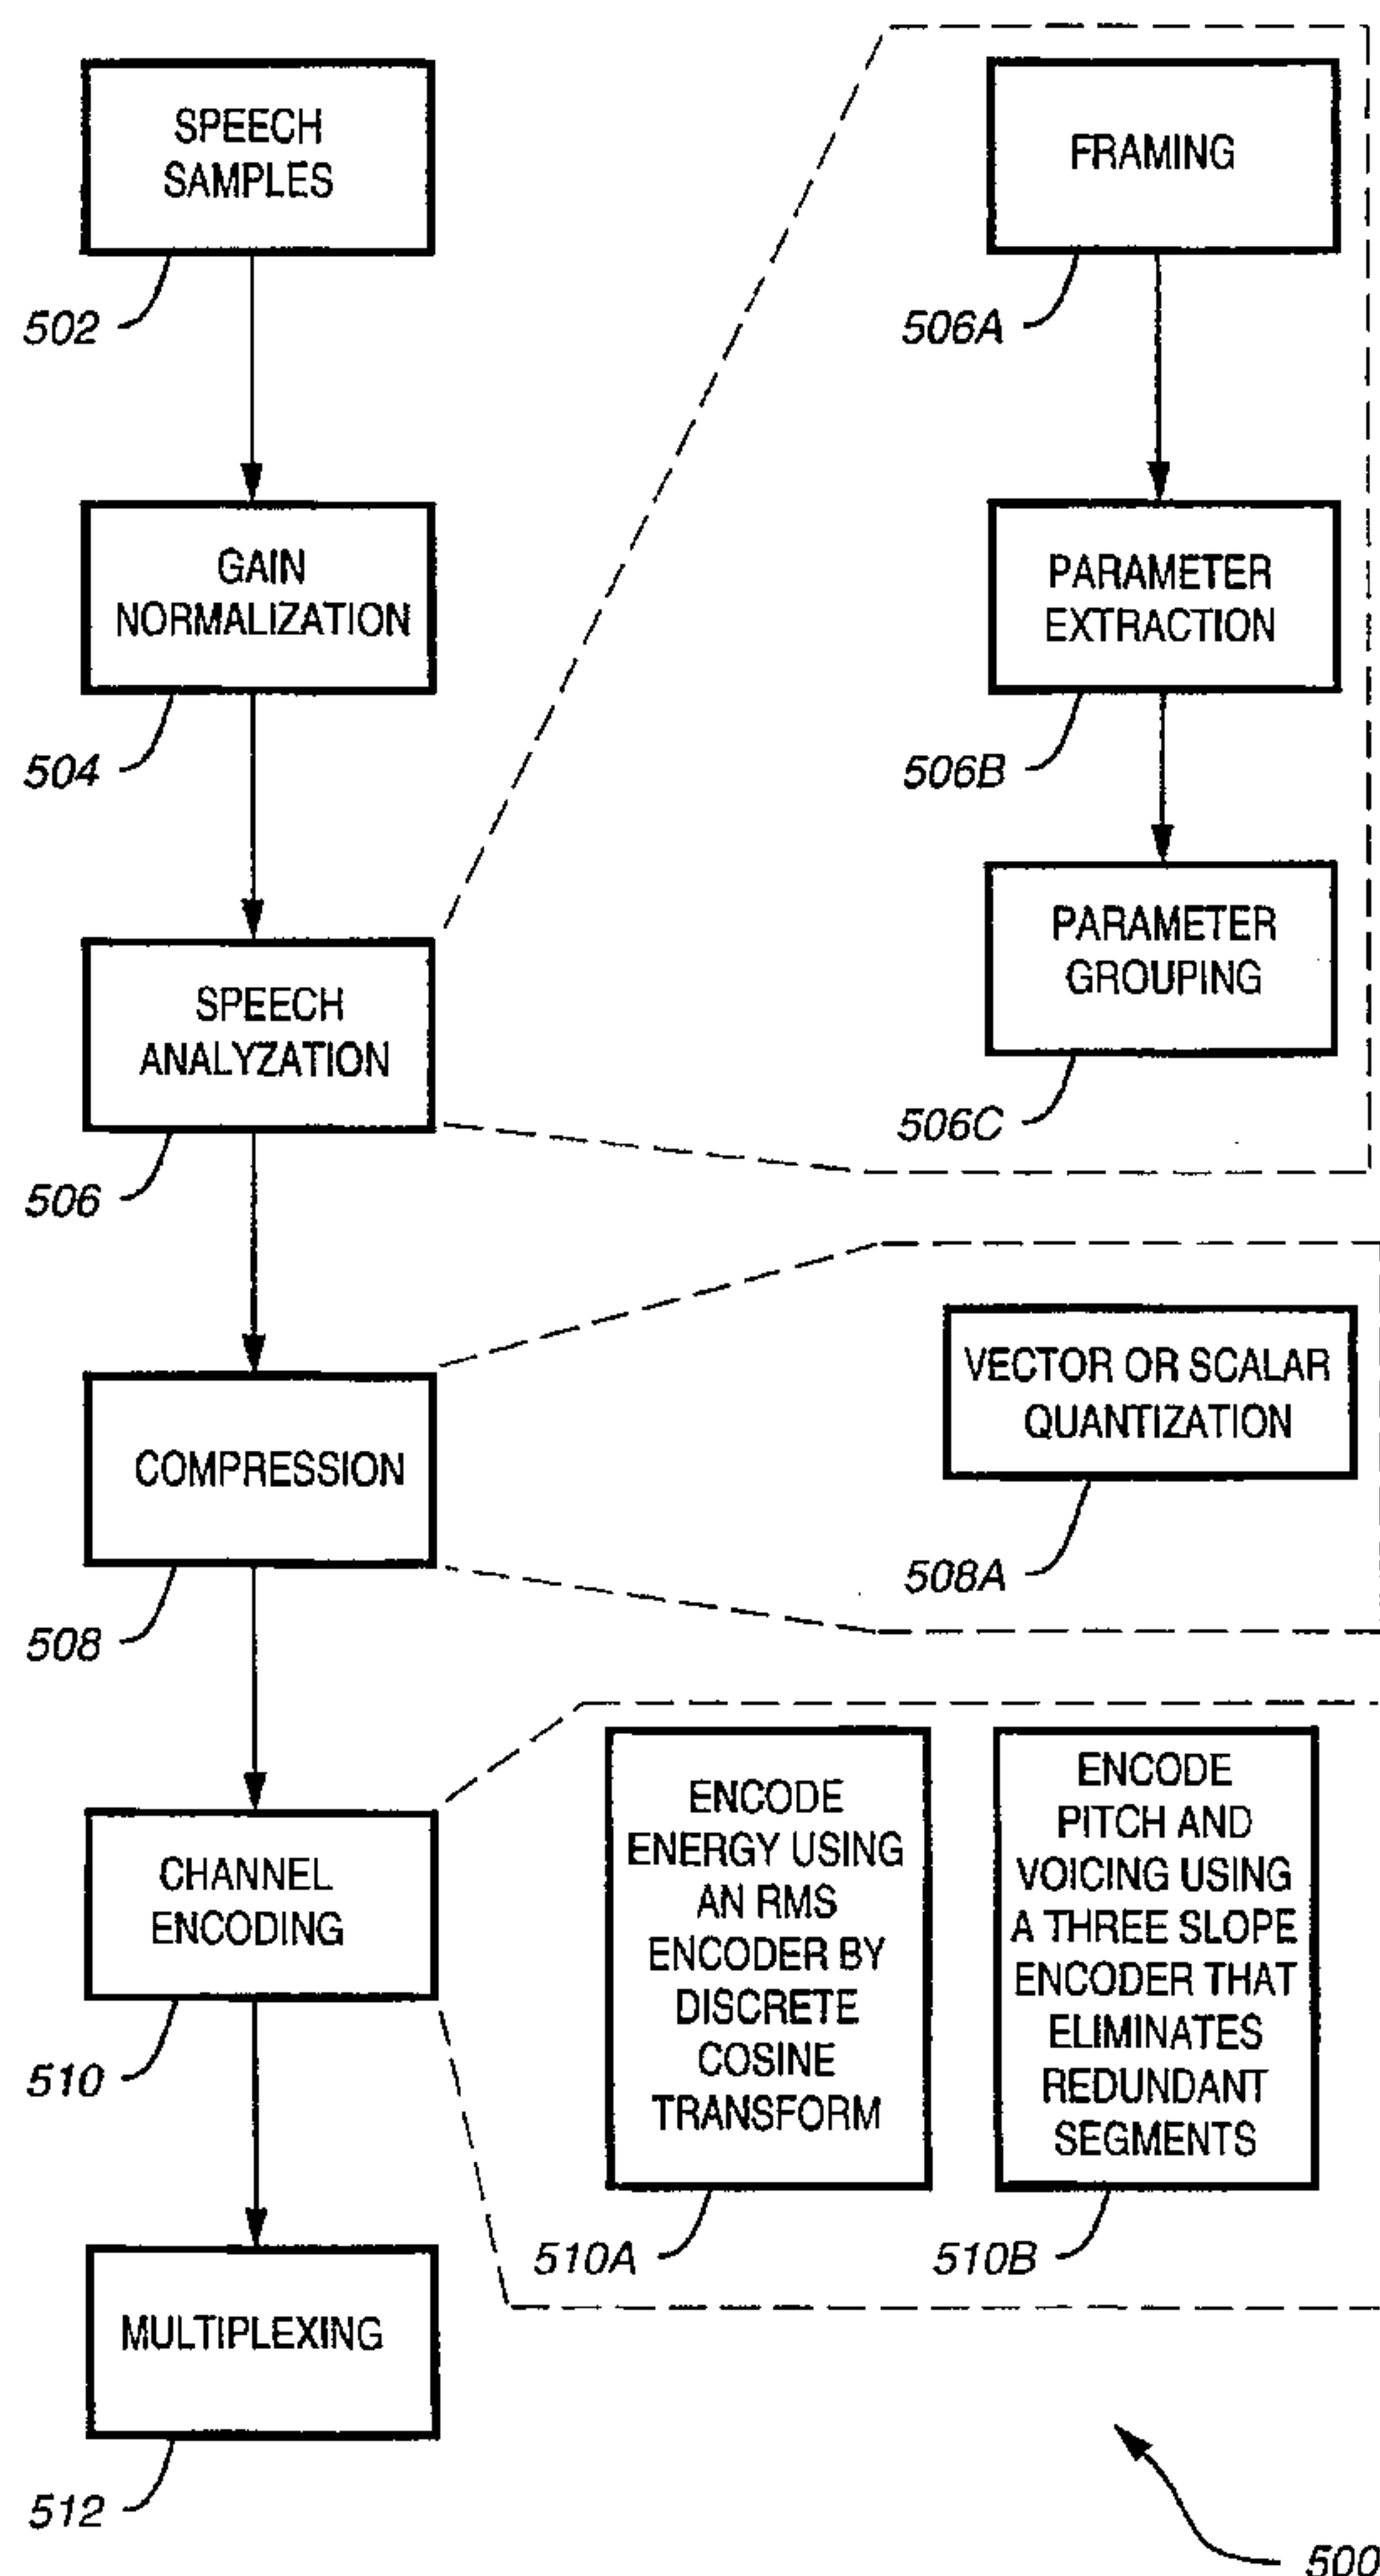 SPEECH
SAMPLES
502
GAIN
NORMALIZATION
504
SPEECH
ANALYZATION
506
COMPRESSION
508
CHANNEL
ENCODING
510
MULTIPLEXING
512
FRAMING
506A
PARAMETER
EXTRACTION
506B
PARAMETER
GROUPING
506C
VECTOR OR SCALAR
QUANTIZATION
508A
ENCODE
ENERGY USING
AN RMS
ENCODER BY
DISCRETE
COSINE
TRANSFORM
510A
ENCODE
PITCH AND
VOICING USING
A THREE SLOPE
ENCODER THAT
ELIMINATES
REDUNDANT
SEGMENTS
510B
500